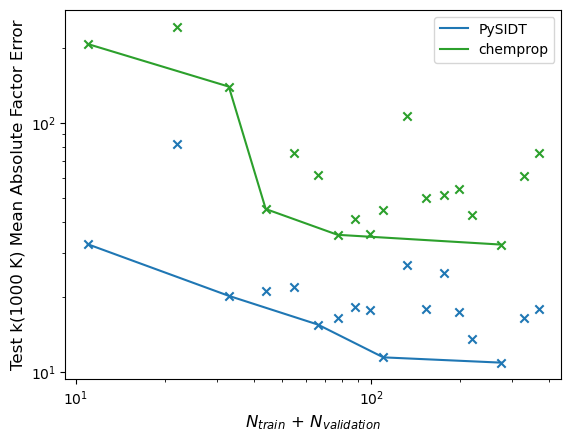 Test k(1000 K) Mean Absolute Factor Error
PySIDT
chemprop
10²
10¹
10¹
10²
N_train + N_validation